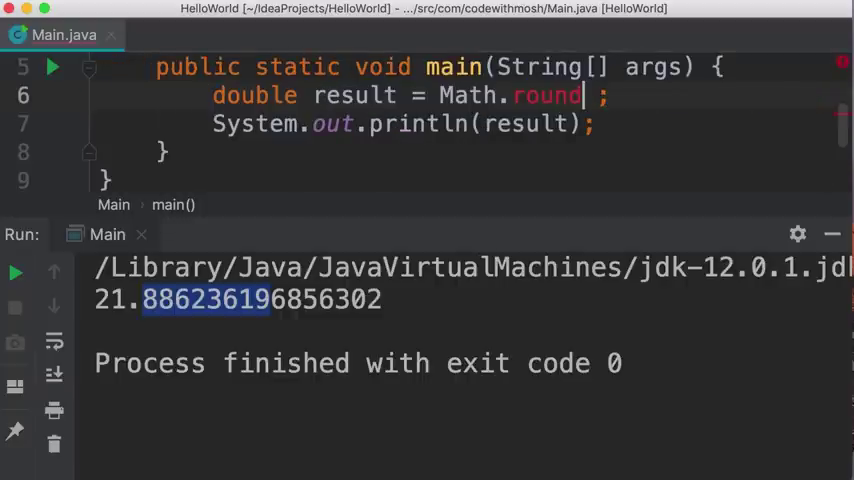 HelloWorld [~/IdeaProjects/HelloWorld] - .../src/com/codewithmosh/Main.java [HelloWorld]
Main.java
5 public static void main(String[] args) {
6 double result = Math.round ;
7 System.out.println(result);
8 }
9 }
Main main()
Run: Main
/Library/Java/JavaVirtualMachines/jdk-12.0.1.jd
21.886236196856302
Process finished with exit code 0